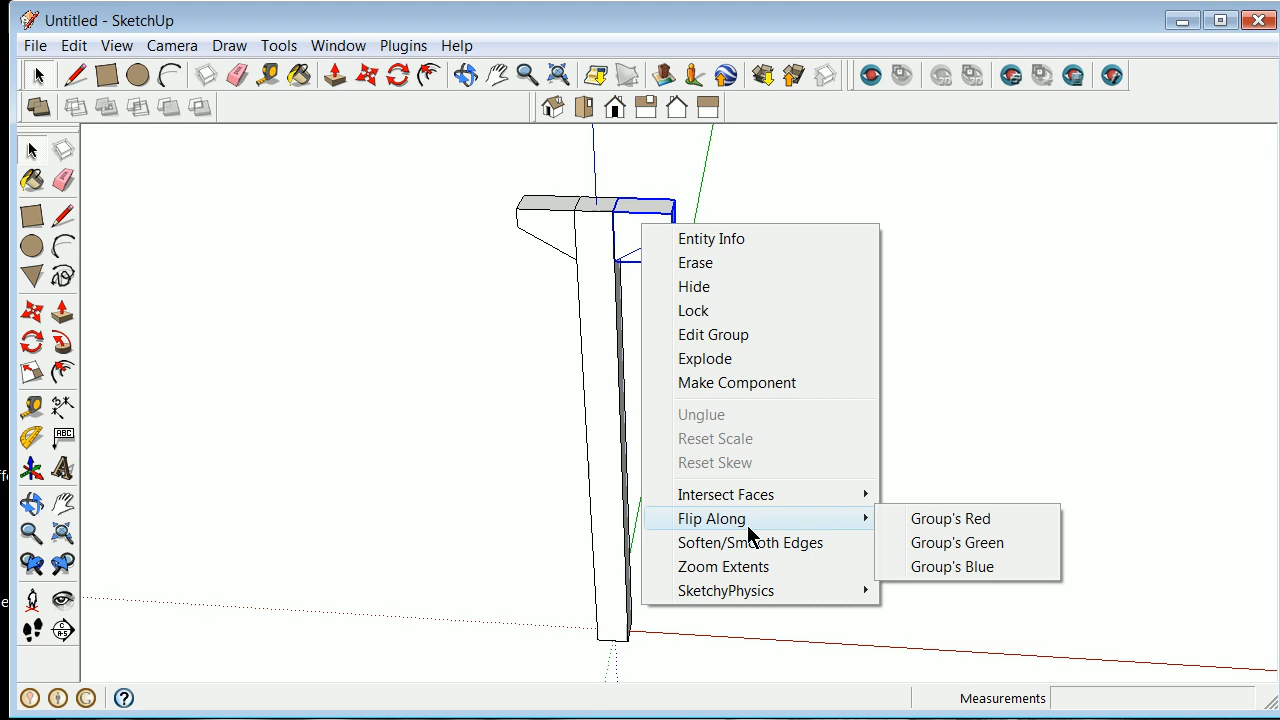 Untitled - SketchUp
File Edit View Camera Draw Tools Window Plugins Help
Entity Info
Erase
Hide
Lock
Edit Group
Explode
Make Component
Unglue
Reset Scale
Reset Skew
Intersect Faces
Flip Along
Group's Red
Soften/Smooth Edges
Group's Green
Zoom Extents
Group's Blue
SketchyPhysics
ABC
Measurements